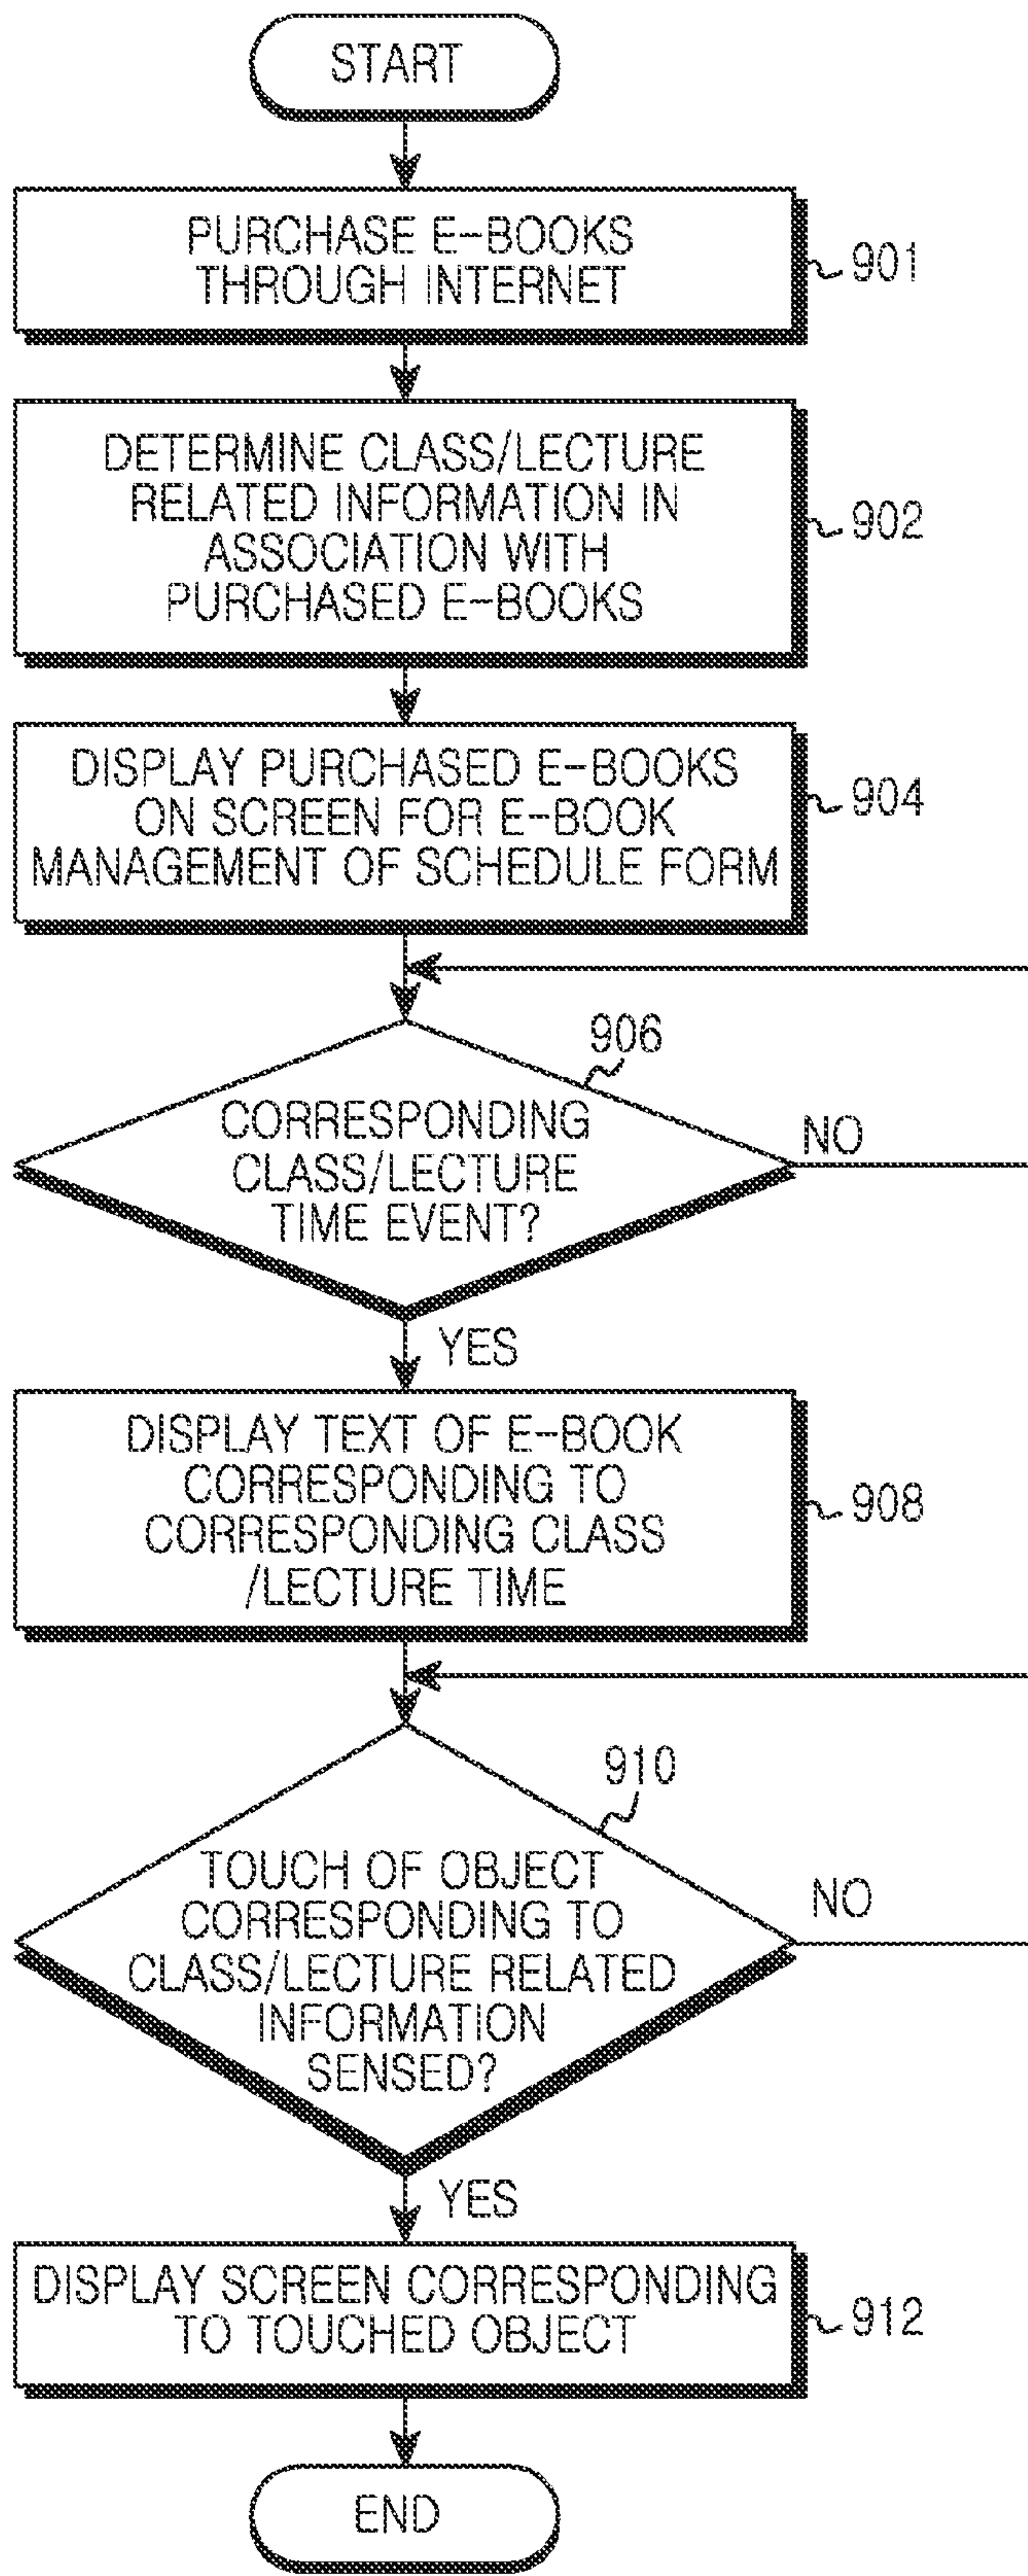 START
PURCHASE E-BOOKS
THROUGH INTERNET
901
DETERMINE CLASS/LECTURE
RELATED INFORMATION IN
ASSOCIATION WITH
PURCHASED E-BOOKS
902
DISPLAY PURCHASED E-BOOKS
ON SCREEN FOR E-BOOK
MANAGEMENT OF SCHEDULE FORM
904
906
CORRESPONDING
CLASS/LECTURE
TIME EVENT?
NO
YES
DISPLAY TEXT OF E-BOOK
CORRESPONDING TO
CORRESPONDING CLASS
/LECTURE TIME
908
910
TOUCH OF OBJECT
CORRESPONDING TO
CLASS/LECTURE RELATED
INFORMATION
SENSED?
NO
YES
DISPLAY SCREEN CORRESPONDING
TO TOUCHED OBJECT
912
END